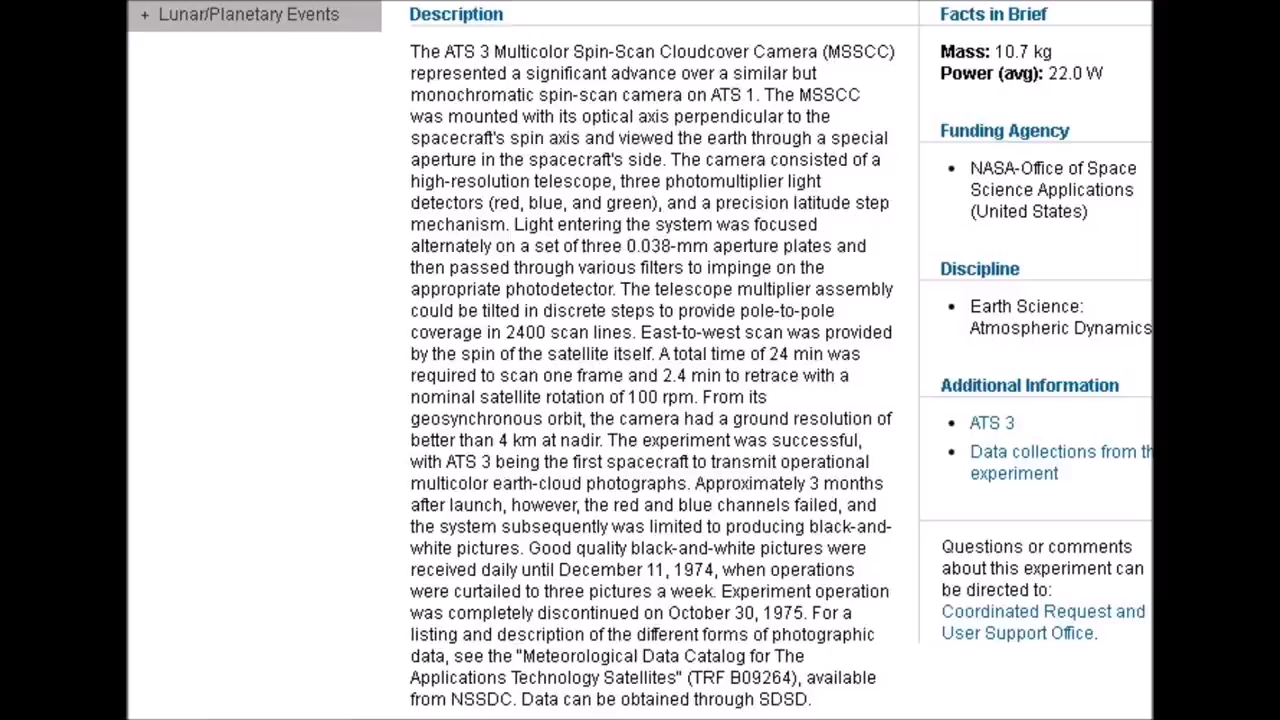 + Lunar/Planetary Events
Description
The ATS 3 Multicolor Spin-Scan Cloudcover Camera (MSSCC)
represented a significant advance over a similar but
monochromatic spin-scan camera on ATS 1. The MSSCC
was mounted with its optical axis perpendicular to the
spacecraft's spin axis and viewed the earth through a special
aperture in the spacecraft's side. The camera consisted of a
high-resolution telescope, three photomultiplier light
detectors (red, blue, and green), and a precision latitude step
mechanism. Light entering the system was focused
alternately on a set of three 0.038-mm aperture plates and
then passed through various filters to impinge on the
appropriate photodetector. The telescope multiplier assembly
could be tilted in discrete steps to provide pole-to-pole
coverage in 2400 scan lines. East-to-west scan was provided
by the spin of the satellite itself. A total time of 24 min was
required to scan one frame and 2.4 min to retrace with a
nominal satellite rotation of 100 rpm. From its
geosynchronous orbit, the camera had a ground resolution of
better than 4 km at nadir. The experiment was successful,
with ATS 3 being the first spacecraft to transmit operational
multicolor earth-cloud photographs. Approximately 3 months
after launch, however, the red and blue channels failed, and
the system subsequently was limited to producing black-and-
white pictures. Good quality black-and-white pictures were
received daily until December 11, 1974, when operations
were curtailed to three pictures a week. Experiment operation
was completely discontinued on October 30, 1975. For a
listing and description of the different forms of photographic
data, see the "Meteorological Data Catalog for The
Applications Technology Satellites" (TRF B09264), available
from NSSDC. Data can be obtained through SDSD.
Facts in Brief
Mass: 10.7 kg
Power (avg): 22.0 W
Funding Agency
• NASA-Office of Space
Science Applications
(United States)
Discipline
• Earth Science:
Atmospheric Dynamics
Additional Information
• ATS 3
• Data collections from th
experiment
Questions or comments
about this experiment can
be directed to:
Coordinated Request and
User Support Office.